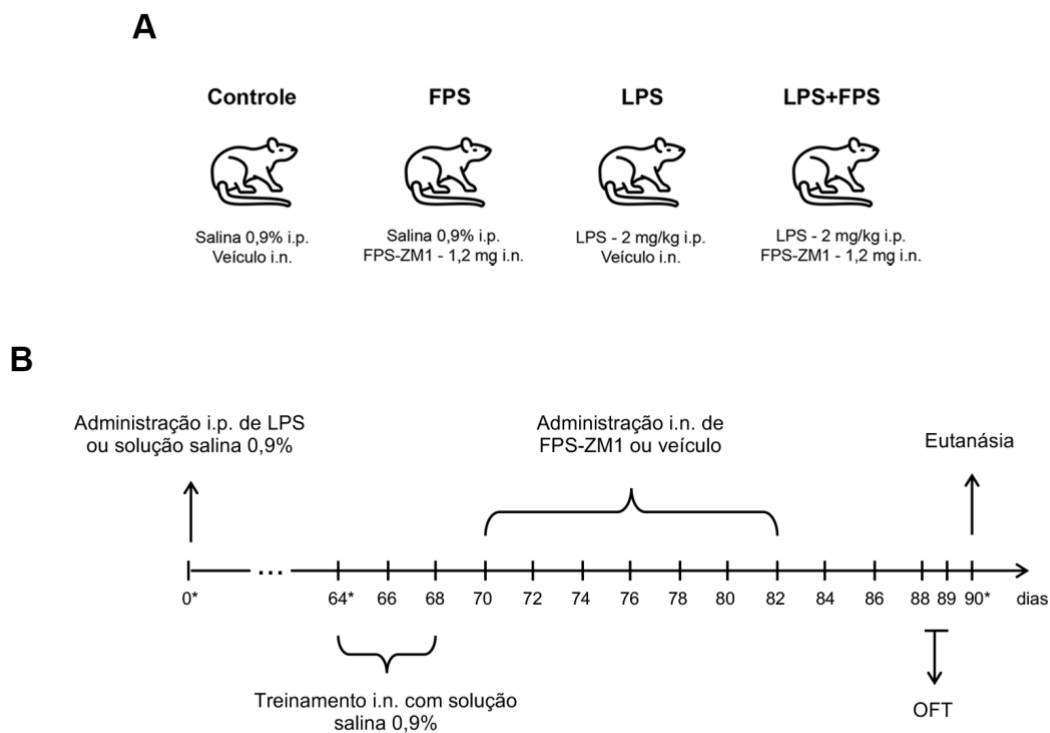 A
Controle
FPS
LPS
LPS+FPS
Salina 0,9% i.p.
Veículo i.n.
Salina 0,9% i.p.
FPS-ZM1 - 1,2 mg i.n.
LPS - 2 mg/kg i.p.
Veículo i.n.
LPS - 2 mg/kg i.p.
FPS-ZM1 - 1,2 mg i.n.
B
Administração i.p. de LPS
ou solução salina 0,9%
Administração i.n. de
FPS-ZM1 ou veículo
Eutanásia
...
0* 64* 66 68 70 72 74 76 78 80 82 84 86 88 89 90* dias
Treinamento i.n. com solução
salina 0,9%
OFT